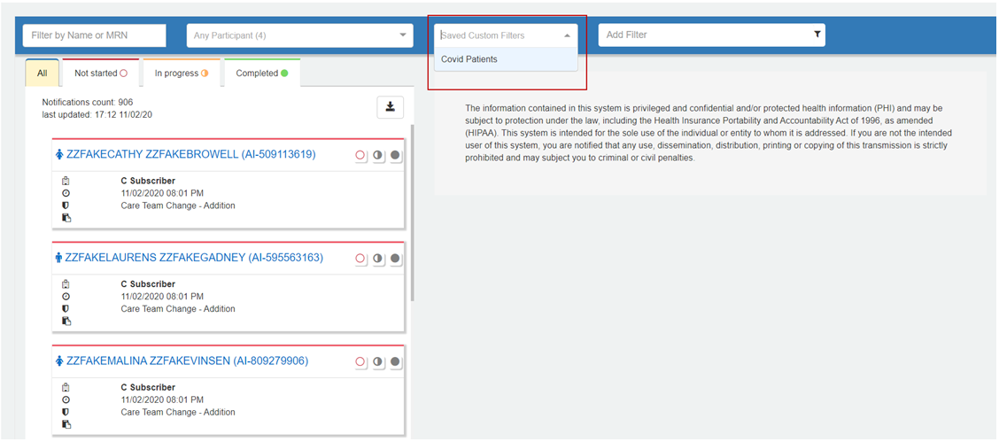 Filter by Name or MRN
Any Participant (4)
Saved Custom Filters
Add Filter
Covid Patients
All
Not started
In progress
Completed
Notifications count: 906
last updated: 17:12 11/02/20
The information contained in this system is privileged and confidential and/or protected health information (PHI) and may be
subject to protection under the law, including the Health Insurance Portability and Accountability Act of 1996, as amended
(HIPAA). This system is intended for the sole use of the individual or entity to whom it is addressed. If you are not the intended
user of this system, you are notified that any use, dissemination, distribution, printing or copying of this transmission is strictly
prohibited and may subject you to criminal or civil penalties.
ZZFAKECATHY ZZFAKEBROWELL (AI-509113619)
C Subscriber
11/02/2020 08:01 PM
Care Team Change - Addition
ZZFAKELAURENS ZZFAKEGADNEY (AI-595563163)
C Subscriber
11/02/2020 08:01 PM
Care Team Change - Addition
ZZFAKEMALINA ZZFAKEVINSEN (AI-809279906)
C Subscriber
11/02/2020 08:01 PM
Care Team Change - Addition